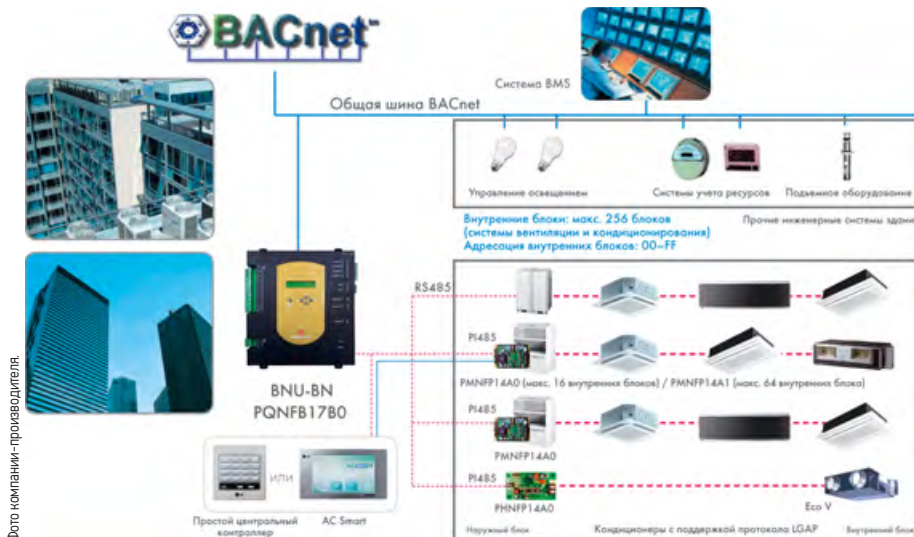 BACnet™
Система BMS
Общая шина BACnet
Управление освещением
Системы учета ресурсов
Подъемное оборудование
Внутренние блоки: макс. 256 блоков
(системы вентиляции и кондиционирования)
Адресация внутренних блоков: 00–FF
Прочие инженерные системы здани
RS485
PI485
PMNFP14A0 (макс. 16 внутренних блоков) / PMNFP14A1 (макс. 64 внутренних блока)
BNU-BN
PQNFB17B0
PI485
PMNFP14A0
ИЛИ
PI485
PHNFP14A0
Eco V
Простой центральный
контроллер
AC Smart
Наружный блок
Кондиционеры с поддержкой протокола LGAP
Внутренний блок
Фото компании-производителя.